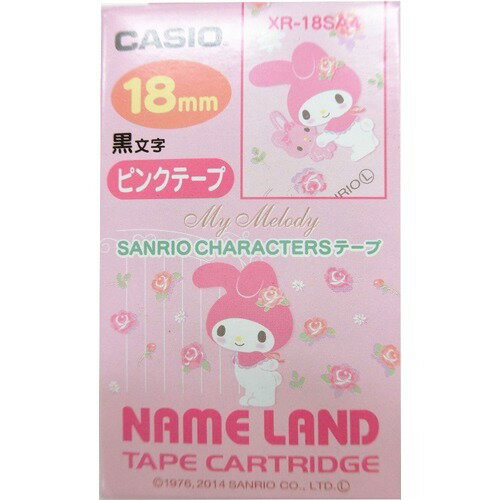 CASIO
XR-18SA4
18mm
黒文字
ピンクテープ
SANRIO Ⓛ
My Melody
SANRIO CHARACTERSテープ
NAME LAND
TAPE CARTRIDGE
©1976, 2014 SANRIO CO., LTD. Ⓛ